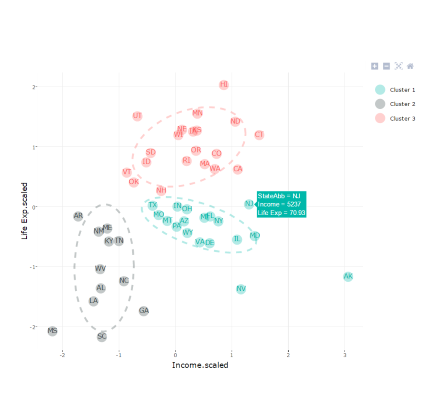 Cluster 1
Cluster 2
Cluster 3
HI
UT
MN
ND
NE
WI
KS
CT
OR
SD
CO
ID
RI
MA
VT
WA
CA
OK
NH
TX
IN
OH
NJ
StateAbb = NJ
Income = 5237
Life Exp = 70.93
MO
AR
MT
AZ
MI
FL
NY
PA
NM
ME
WY
MD
KY
TN
VA
DE
IL
WV
AK
NC
AL
NV
LA
GA
MS
SC
Life Exp.scaled
2
1
0
-1
-2
-2
-1
0
1
2
3
Income.scaled